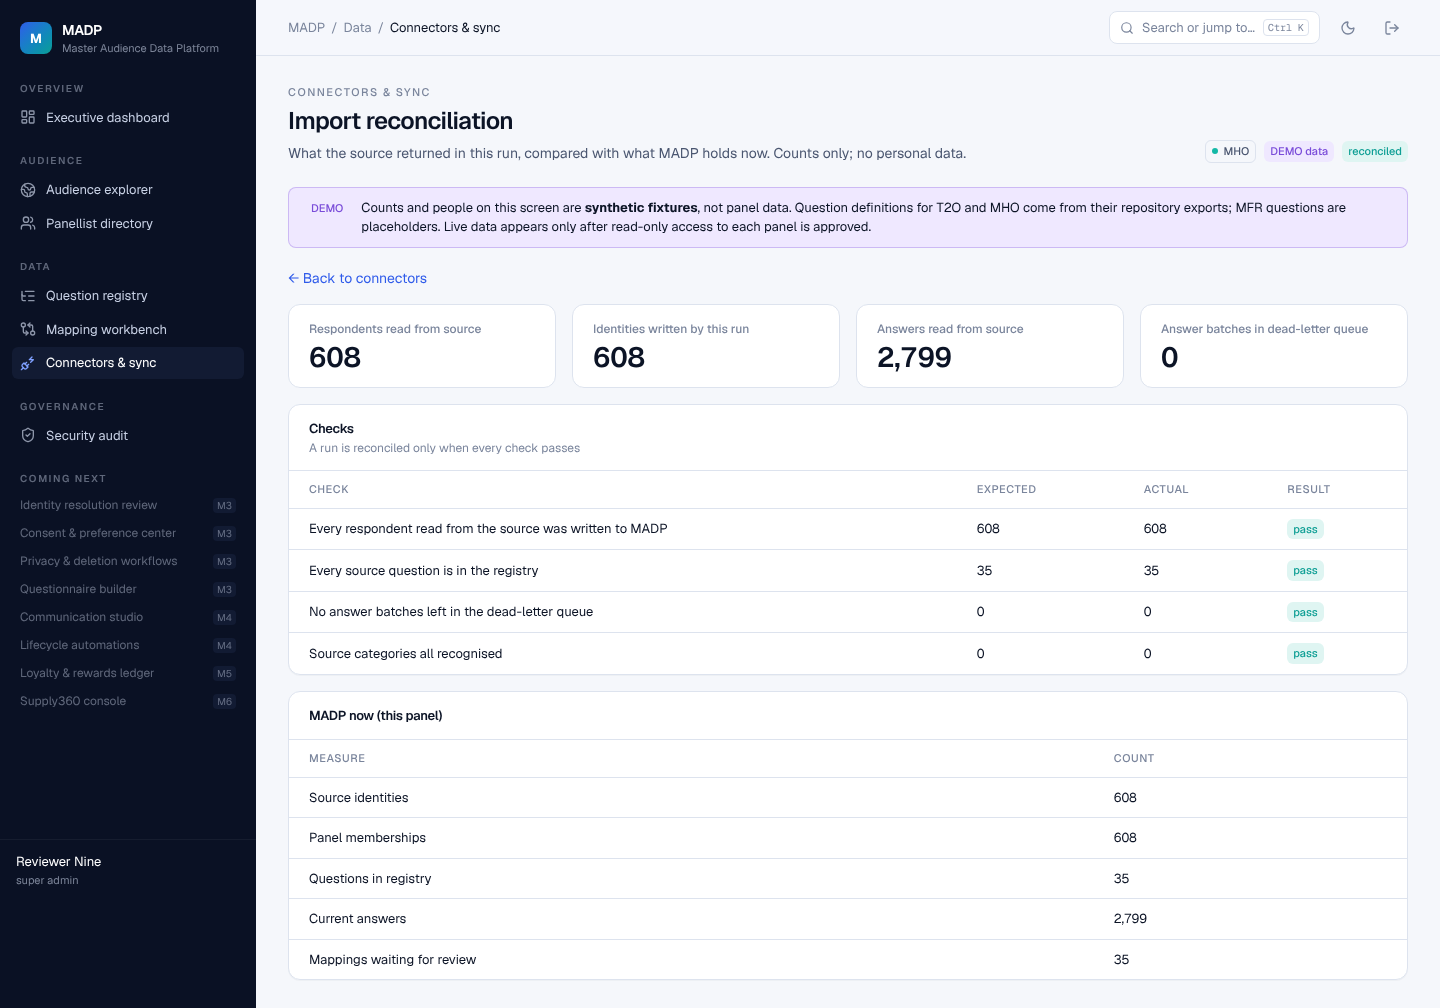 M
MADP
Master Audience Data Platform
OVERVIEW
Executive dashboard
AUDIENCE
Audience explorer
Panellist directory
DATA
Question registry
Mapping workbench
Connectors & sync
GOVERNANCE
Security audit
COMING NEXT
Identity resolution review M3
Consent & preference center M3
Privacy & deletion workflows M3
Questionnaire builder M3
Communication studio M4
Lifecycle automations M4
Loyalty & rewards ledger M5
Supply360 console M6
Reviewer Nine
super admin
MADP / Data / Connectors & sync
Search or jump to... Ctrl K
CONNECTORS & SYNC
Import reconciliation
What the source returned in this run, compared with what MADP holds now. Counts only; no personal data.
MHO DEMO data reconciled
DEMO
Counts and people on this screen are synthetic fixtures, not panel data. Question definitions for T2O and MHO come from their repository exports; MFR questions are
placeholders. Live data appears only after read-only access to each panel is approved.
← Back to connectors
Respondents read from source
608
Identities written by this run
608
Answers read from source
2,799
Answer batches in dead-letter queue
0
Checks
A run is reconciled only when every check passes
CHECK EXPECTED ACTUAL RESULT
Every respondent read from the source was written to MADP 608 608 pass
Every source question is in the registry 35 35 pass
No answer batches left in the dead-letter queue 0 0 pass
Source categories all recognised 0 0 pass
MADP now (this panel)
MEASURE COUNT
Source identities 608
Panel memberships 608
Questions in registry 35
Current answers 2,799
Mappings waiting for review 35